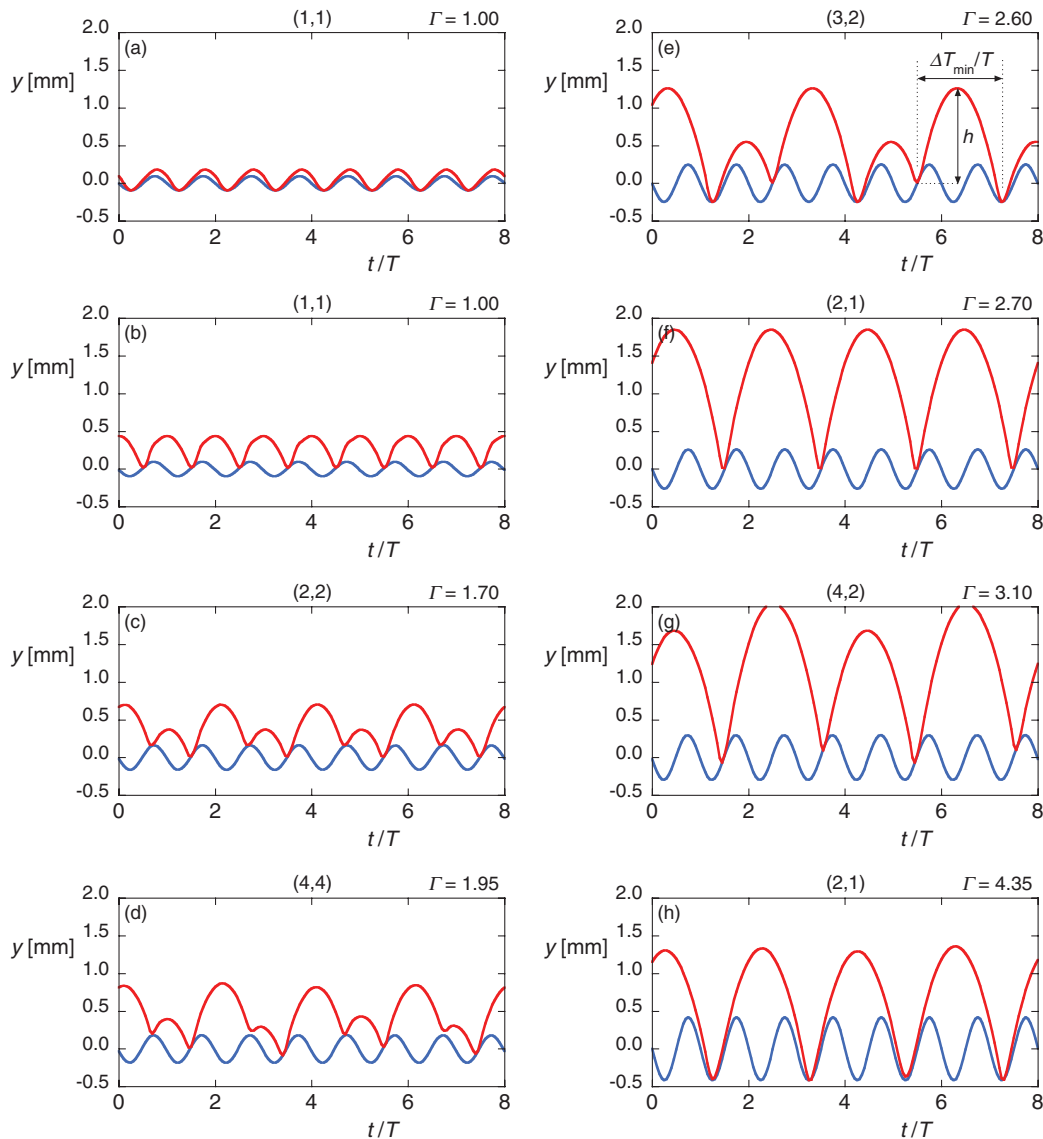 (1,1) Γ = 1.00
(a)
2.0
1.5
y [mm]
1.0
0.5
0.0
-0.5
0 2 4 6 8
t/T
(1,1) Γ = 1.00
(b)
2.0
1.5
y [mm]
1.0
0.5
0.0
-0.5
0 2 4 6 8
t/T
(2,2) Γ = 1.70
(c)
2.0
1.5
y [mm]
1.0
0.5
0.0
-0.5
0 2 4 6 8
t/T
(4,4) Γ = 1.95
(d)
2.0
1.5
y [mm]
1.0
0.5
0.0
-0.5
0 2 4 6 8
t/T
(3,2) Γ = 2.60
(e)
2.0
1.5
y [mm]
1.0
0.5
0.0
-0.5
ΔTmin/T
h
0 2 4 6 8
t/T
(2,1) Γ = 2.70
(f)
2.0
1.5
y [mm]
1.0
0.5
0.0
-0.5
0 2 4 6 8
t/T
(4,2) Γ = 3.10
(g)
2.0
1.5
y [mm]
1.0
0.5
0.0
-0.5
0 2 4 6 8
t/T
(2,1) Γ = 4.35
(h)
2.0
1.5
y [mm]
1.0
0.5
0.0
-0.5
0 2 4 6 8
t/T